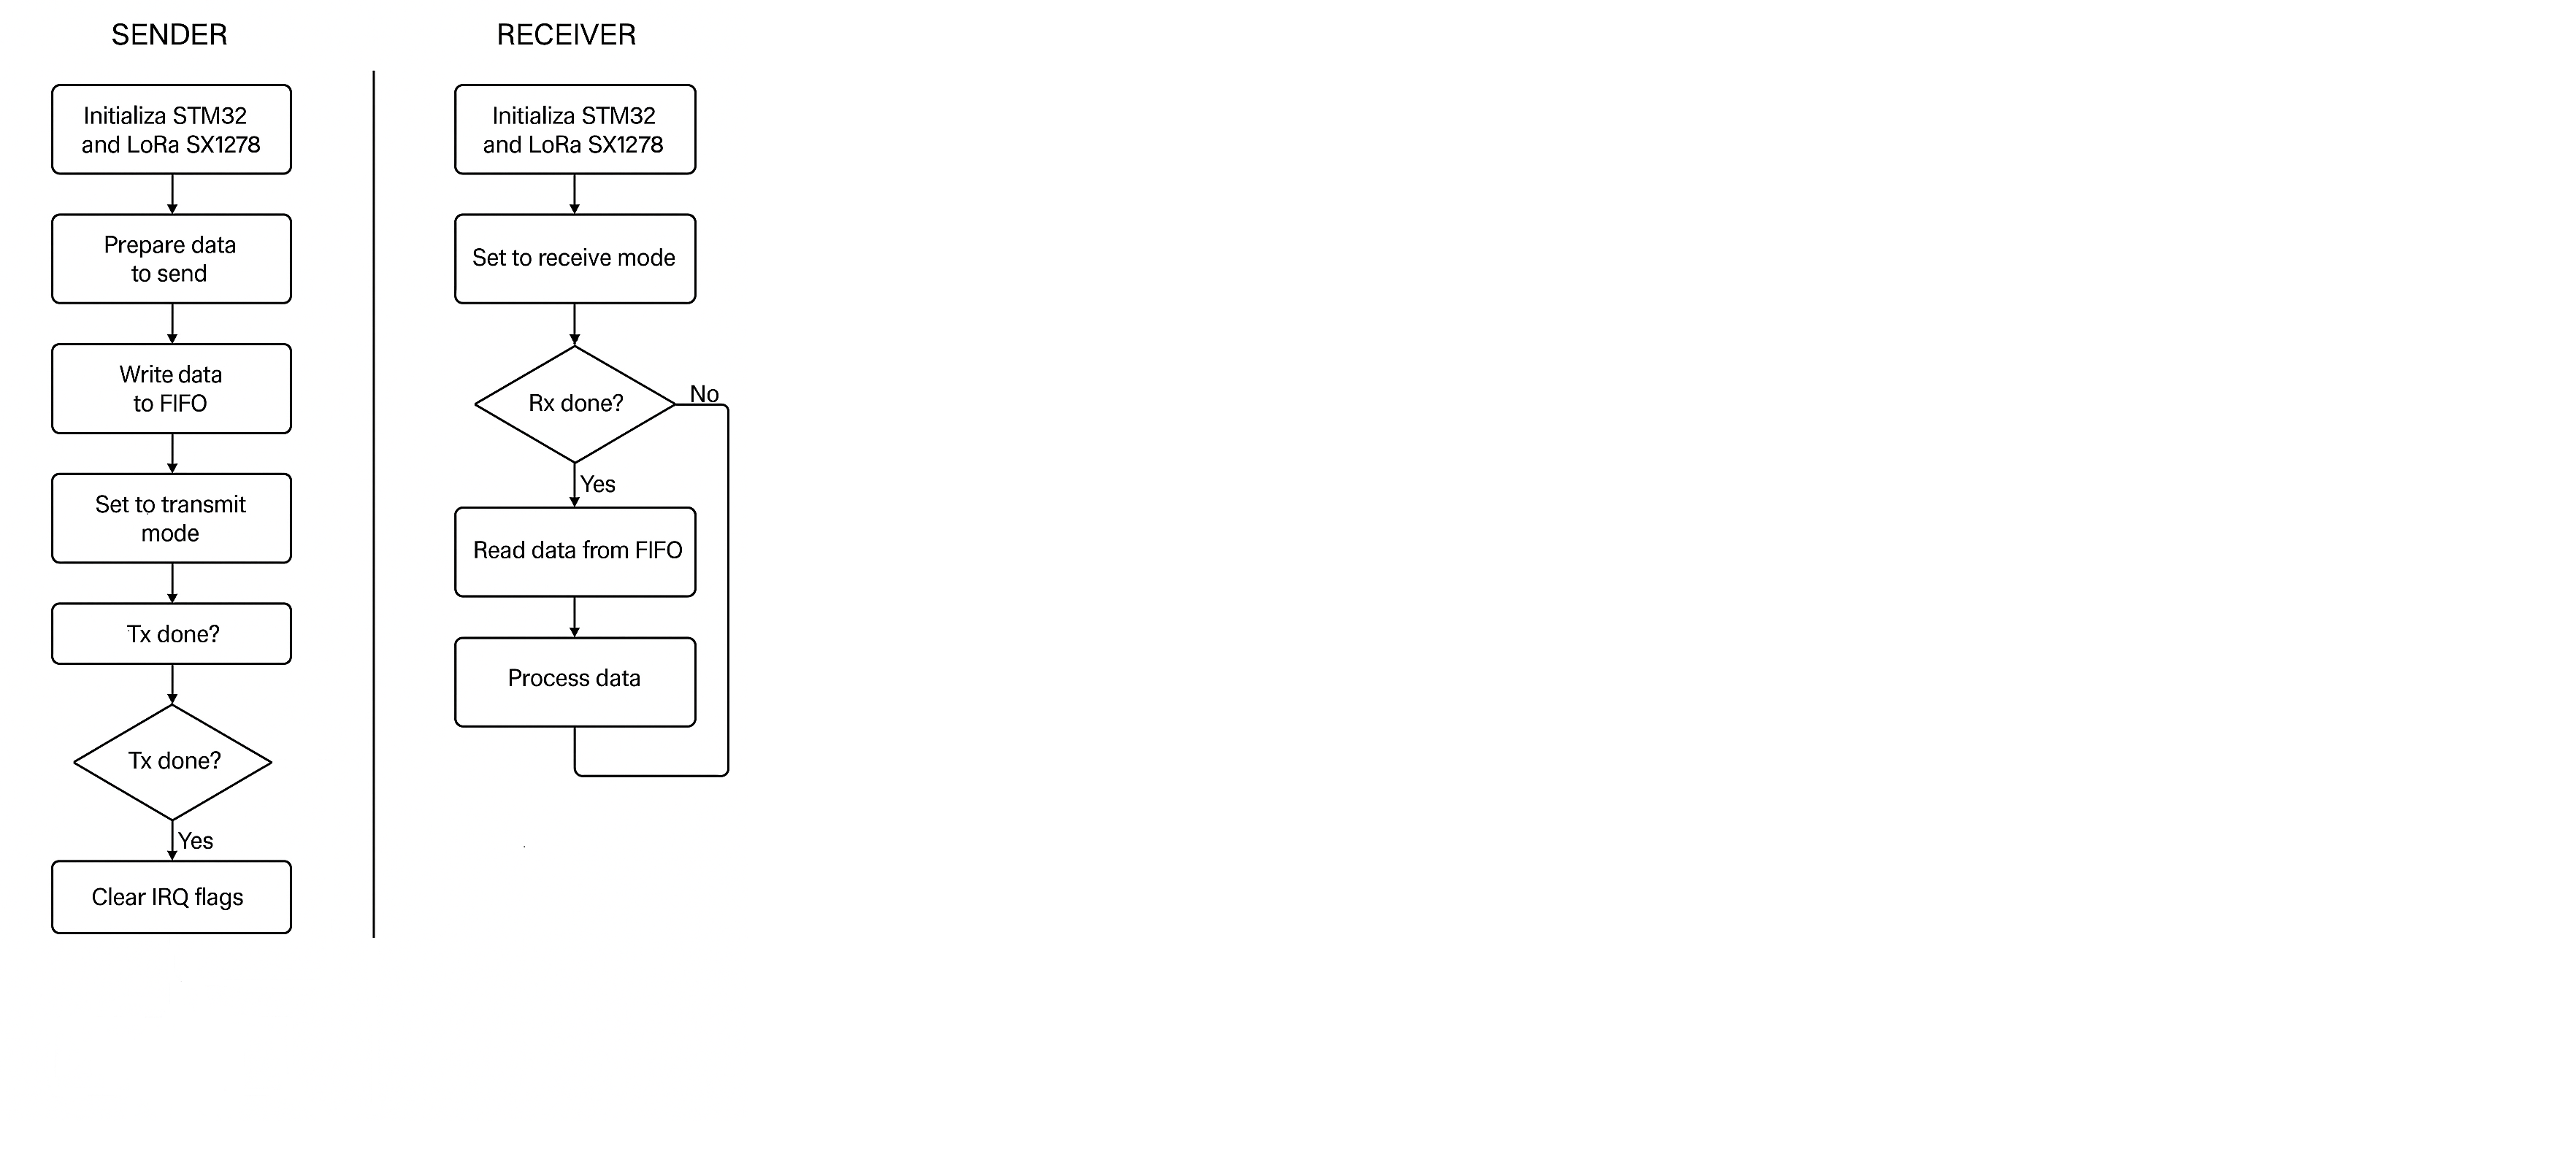 SENDER
Initializa STM32
and LoRa SX1278
Prepare data
to send
Write data
to FIFO
Set to transmit
mode
Tx done?
Tx done?
Yes
Clear IRQ flags
RECEIVER
Initializa STM32
and LoRa SX1278
Set to receive mode
Rx done?
No
Yes
Read data from FIFO
Process data